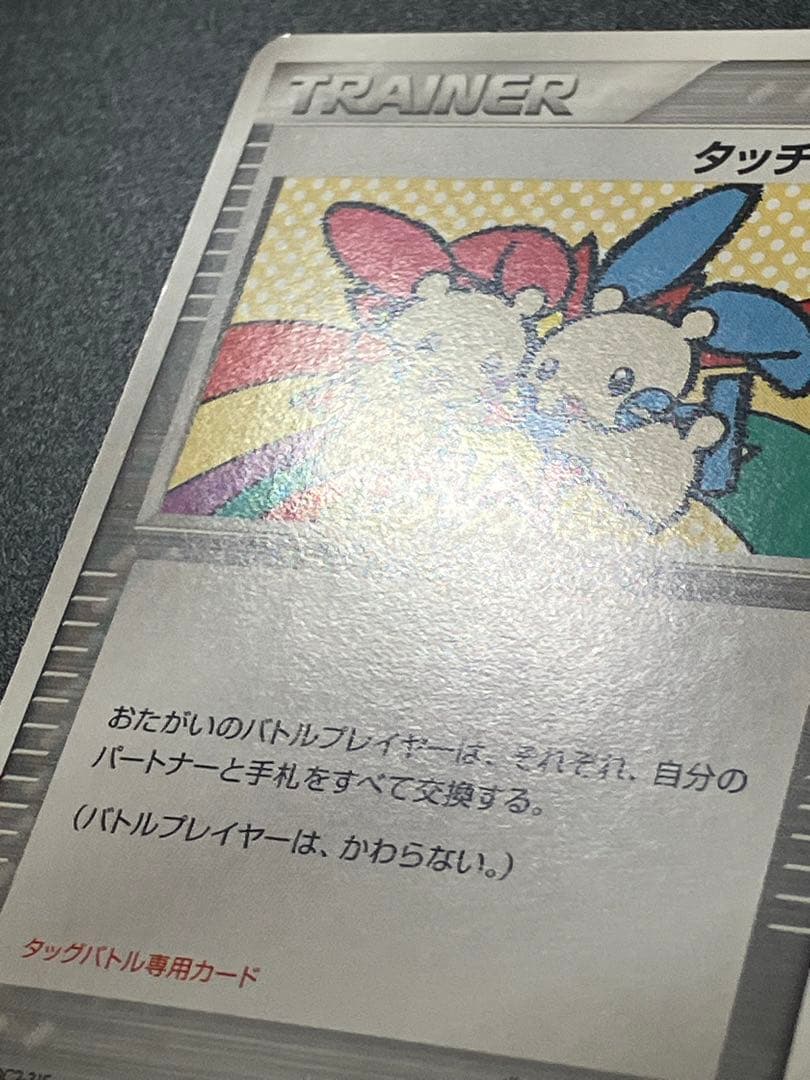 TRAINER
タッチ
おたがいのバトルプレイヤーは、それぞれ、自分の
パートナーと手札をすべて交換する。
(バトルプレイヤーは、かわらない。)
タッグバトル専用カード